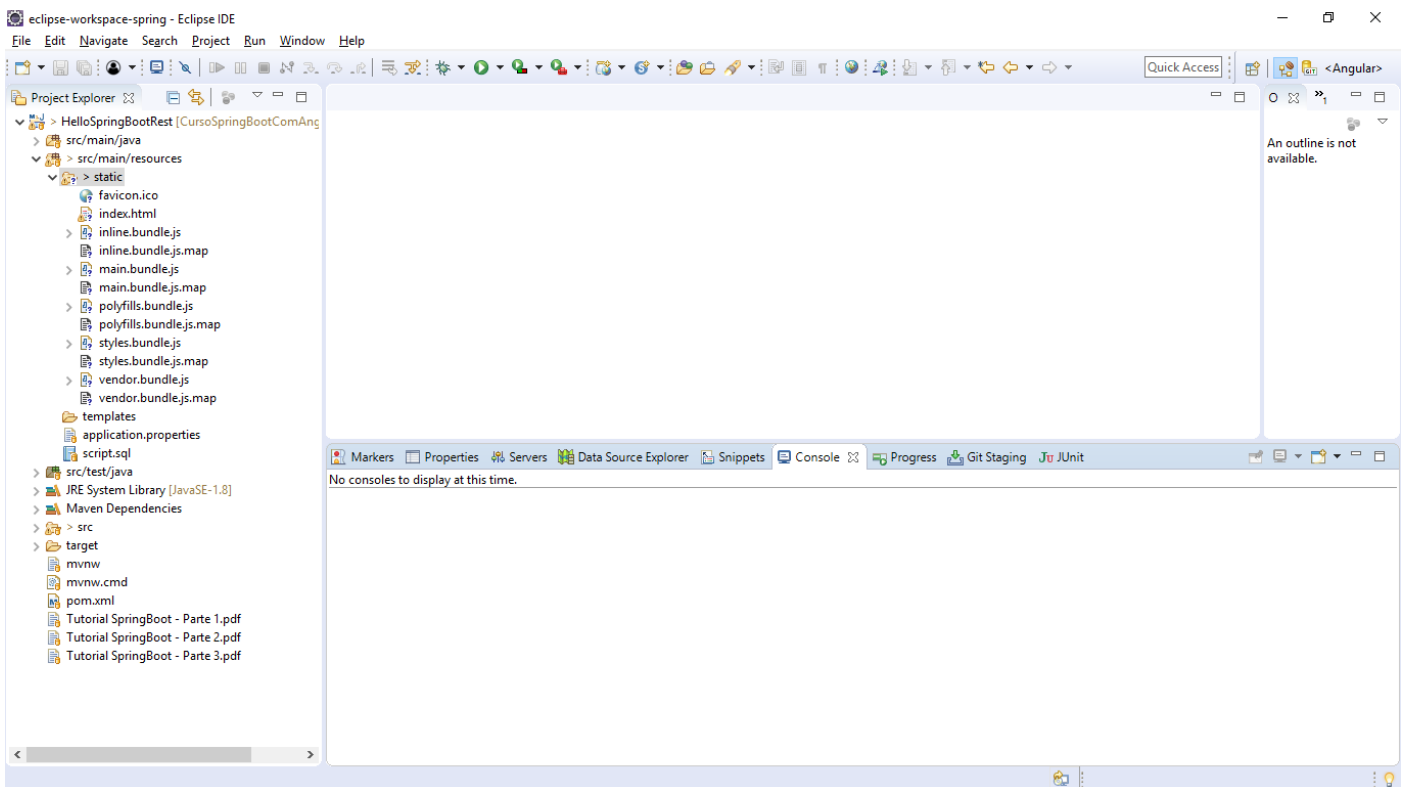 eclipse-workspace-spring - Eclipse IDE
File Edit Navigate Search Project Run Window Help
Quick Access
GIT
<Angular>
Project Explorer
> HelloSpringBootRest [CursoSpringBootComAng
src/main/java
> src/main/resources
> static
favicon.ico
index.html
inline.bundle.js
inline.bundle.js.map
main.bundle.js
main.bundle.js.map
polyfills.bundle.js
polyfills.bundle.js.map
styles.bundle.js
styles.bundle.js.map
vendor.bundle.js
vendor.bundle.js.map
templates
application.properties
script.sql
src/test/java
JRE System Library [JavaSE-1.8]
Maven Dependencies
> src
target
mvnw
mvnw.cmd
pom.xml
Tutorial SpringBoot - Parte 1.pdf
Tutorial SpringBoot - Parte 2.pdf
Tutorial SpringBoot - Parte 3.pdf
O
»1
An outline is not
available.
Markers Properties Servers Data Source Explorer Snippets Console Progress Git Staging JU JUnit
No consoles to display at this time.